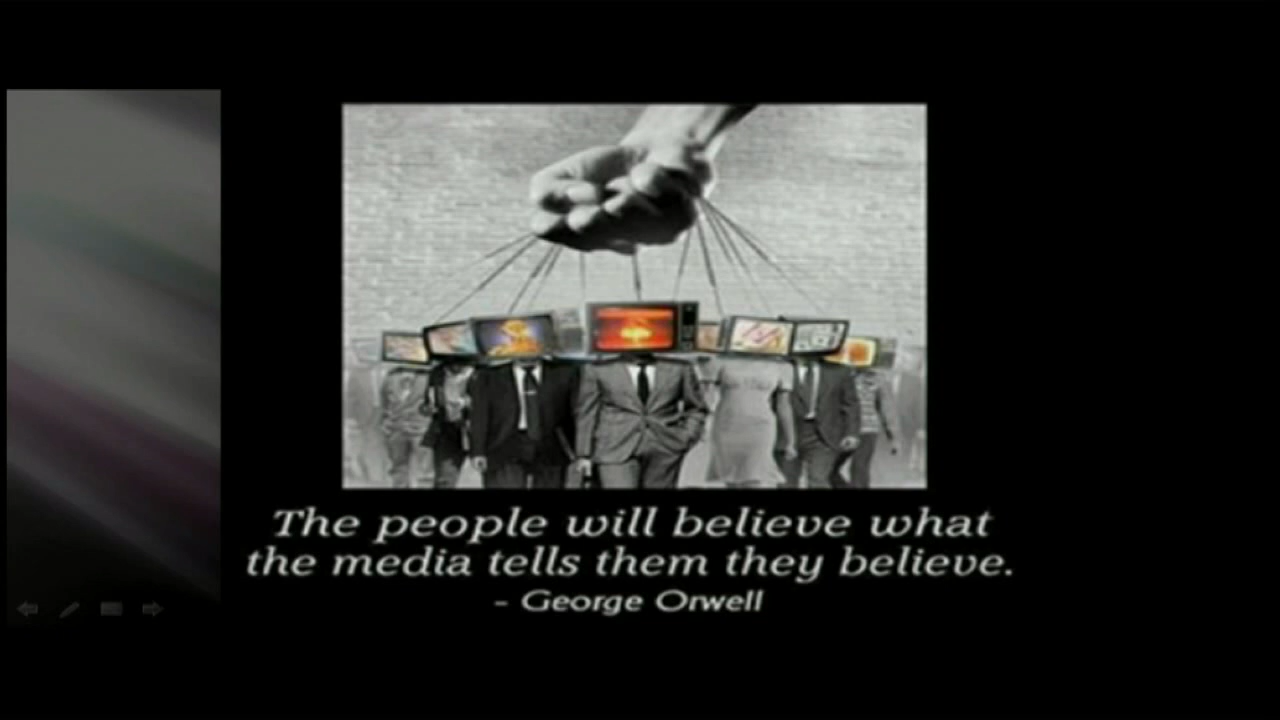 The people will believe what
the media tells them they believe.
- George Orwell